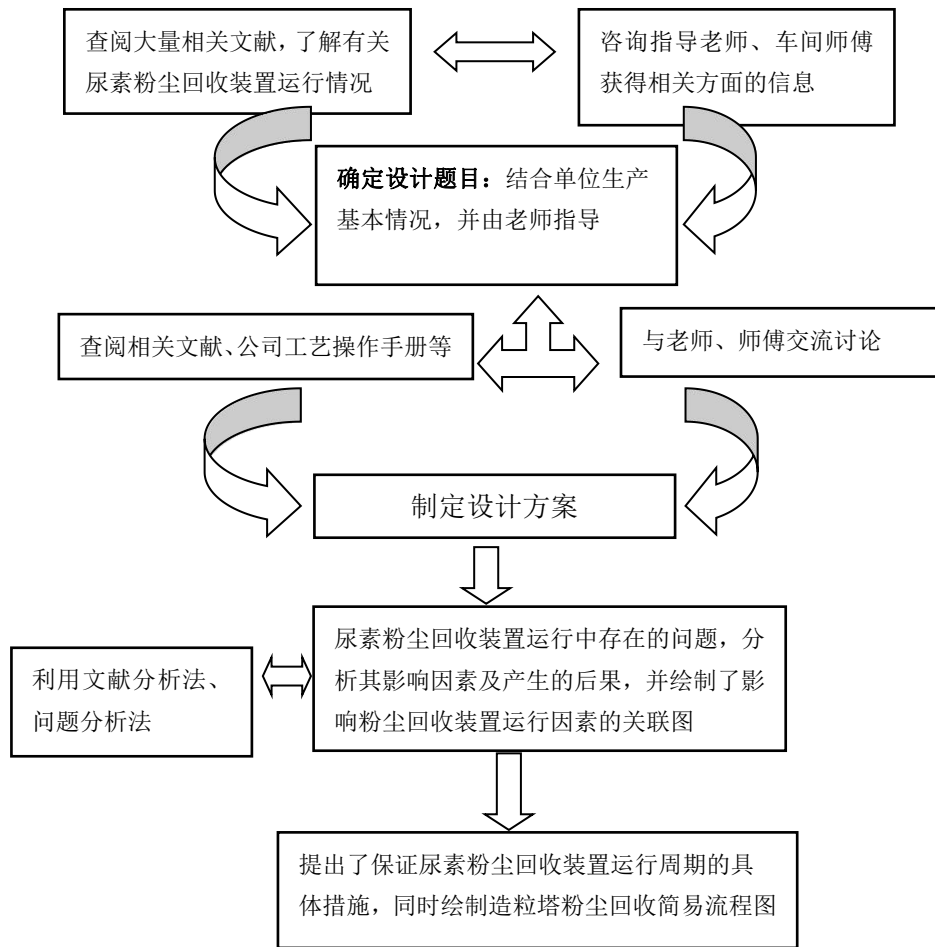 查阅大量相关文献，了解有关
尿素粉尘回收装置运行情况
咨询指导老师、车间师傅
获得相关方面的信息
确定设计题目：结合单位生产
基本情况，并由老师指导
查阅相关文献、公司工艺操作手册等
与老师、师傅交流讨论
制定设计方案
尿素粉尘回收装置运行中存在的问题，分
析其影响因素及产生的后果，并绘制了影
响粉尘回收装置运行因素的关联图
利用文献分析法、
问题分析法
提出了保证尿素粉尘回收装置运行周期的具
体措施，同时绘制造粒塔粉尘回收简易流程图